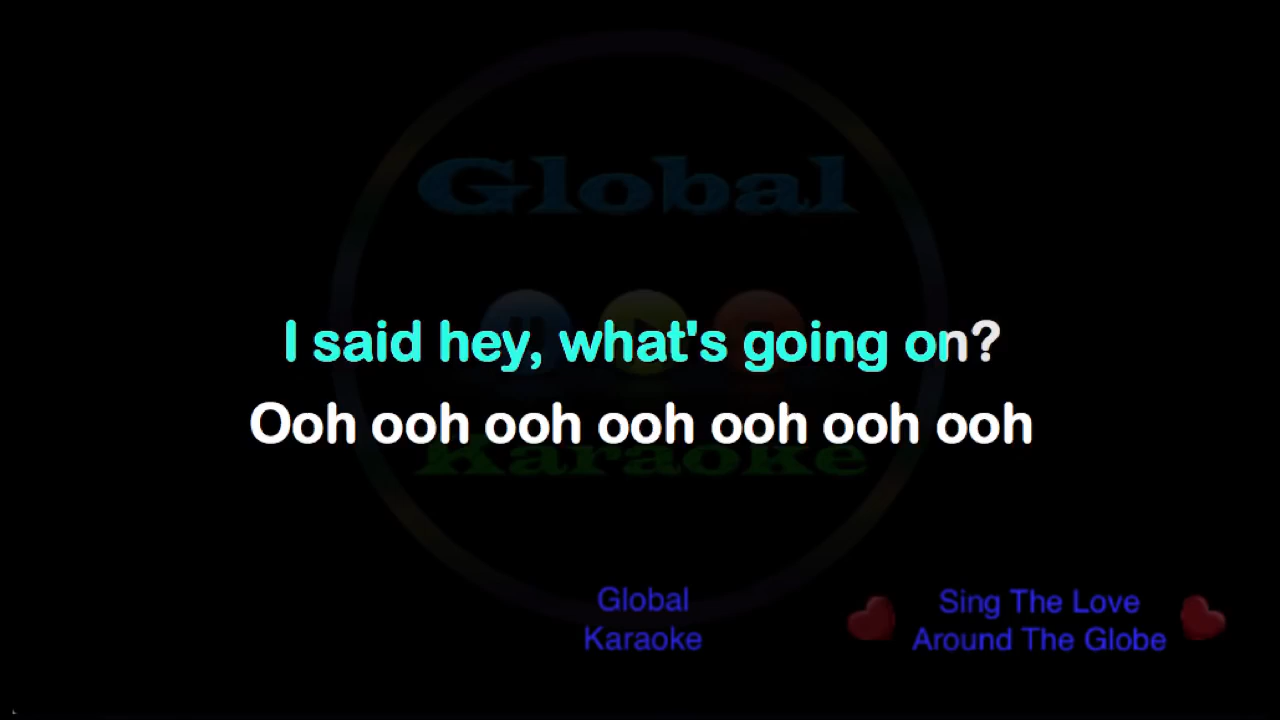 Global
I said hey, what's going on?
Ooh ooh ooh ooh ooh ooh ooh
Karaoke
Global
Karaoke
Sing The Love
Around The Globe